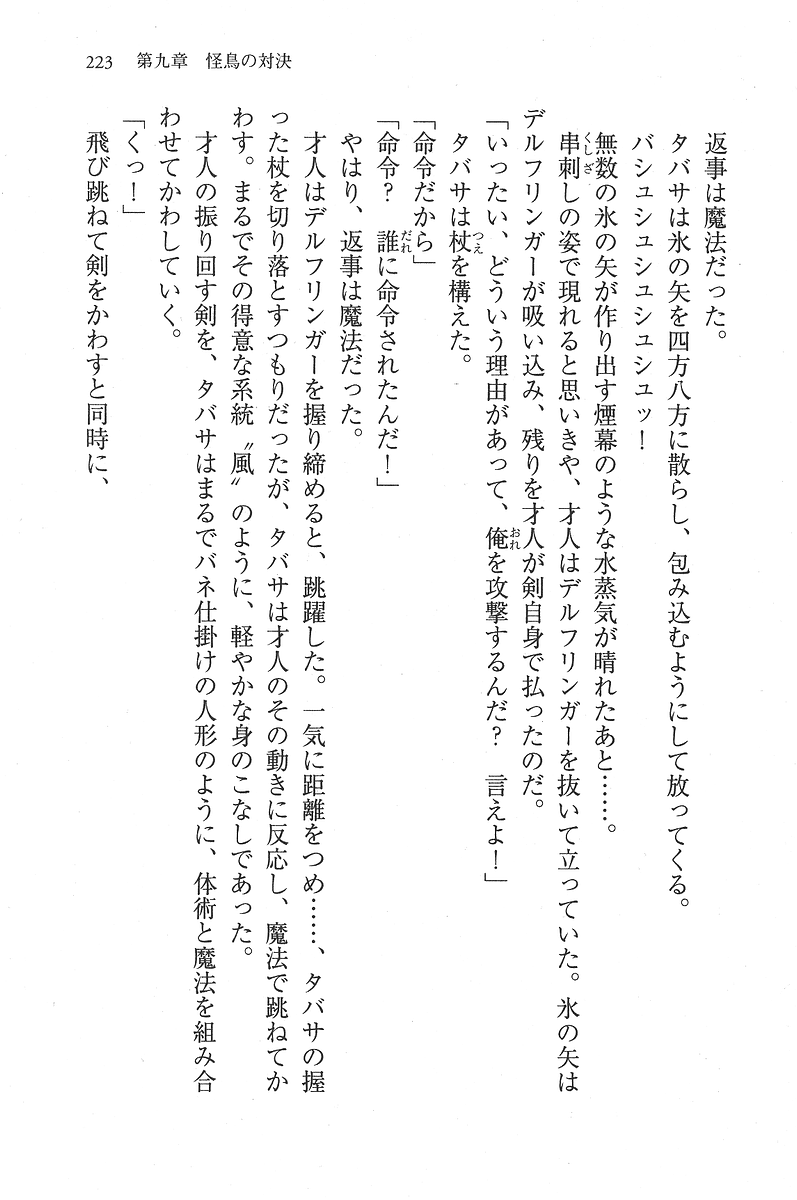 223　第九章　怪鳥の対決
　返事は魔法だった。
　タバサは氷の矢を四方八方に散らし、包み込むようにして放ってくる。
　バシュシュシュシュシュッ！
　無数の氷の矢が作り出す煙幕のような水蒸気が晴れたあと……。
　串刺しの姿で現れると思いきや、才人はデルフリンガーを抜いて立っていた。氷の矢は
デルフリンガーが吸い込み、残りを才人が剣自身で払ったのだ。
「いったい、どういう理由があって、俺を攻撃するんだ？　言えよ！」
　タバサは杖を構えた。
「命令だから」
「命令？　誰に命令されたんだ！」
　やはり、返事は魔法だった。
　才人はデルフリンガーを握り締めると、跳躍した。一気に距離をつめ……、タバサの握
った杖を切り落とすつもりだったが、タバサは才人のその動きに反応し、魔法で跳ねてか
わす。まるでその得意な系統〝風〟のように、軽やかな身のこなしであった。
　才人の振り回す剣を、タバサはまるでバネ仕掛けの人形のように、体術と魔法を組み合
わせてかわしていく。
「くっ！」
　飛び跳ねて剣をかわすと同時に、